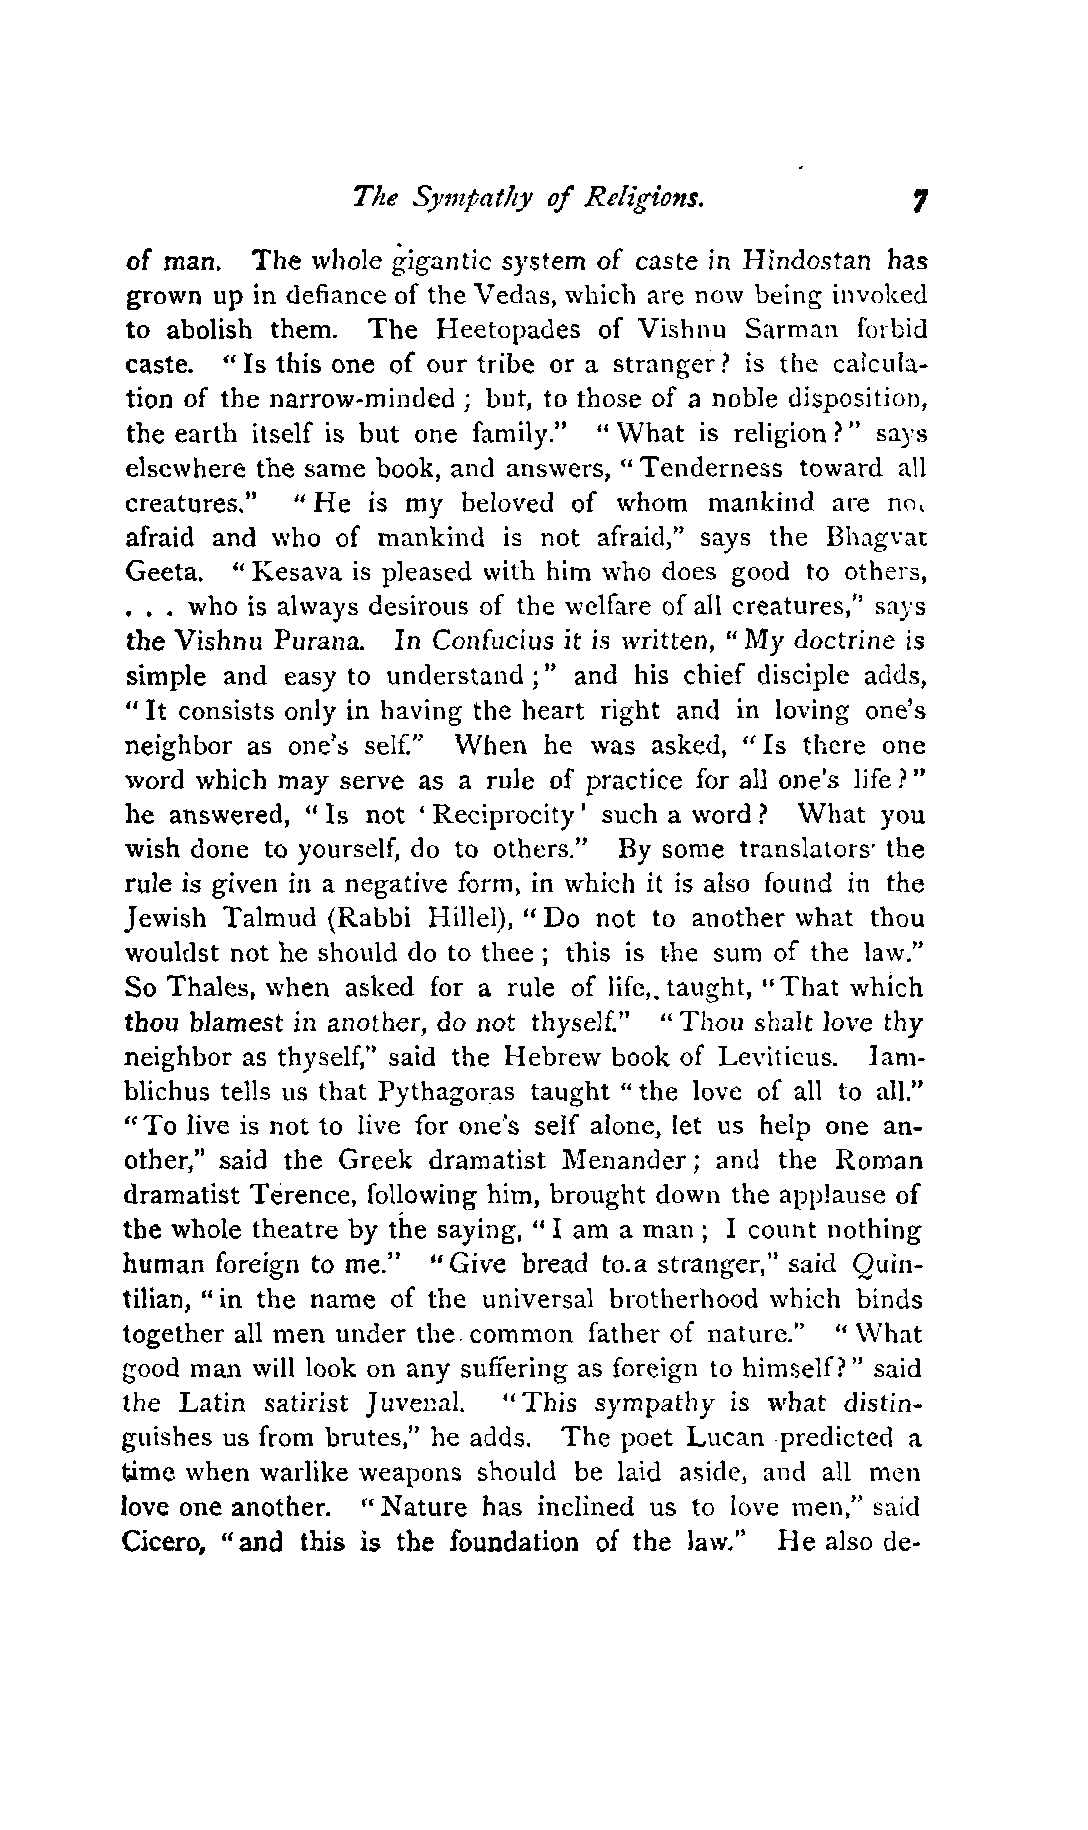 The Sympathy of Religions. 7
of man. The whole gigantic system of caste in Hindostan has
grown up in defiance of the Vedas, which are now being invoked
to abolish them. The Heetopades of Vishnu Sarman forbid
caste. "Is this one of our tribe or a stranger? is the calcula-
tion of the narrow-minded; but, to those of a noble disposition,
the earth itself is but one family." "What is religion?" says
elsewhere the same book, and answers, "Tenderness toward all
creatures." "He is my beloved of whom mankind are not
afraid and who of mankind is not afraid," says the Bhagvat
Geeta. "Kesava is pleased with him who does good to others,
. . . who is always desirous of the welfare of all creatures," says
the Vishnu Purana. In Confucius it is written, "My doctrine is
simple and easy to understand;" and his chief disciple adds,
"It consists only in having the heart right and in loving one's
neighbor as one's self." When he was asked, "Is there one
word which may serve as a rule of practice for all one's life?"
he answered, "Is not 'Reciprocity' such a word? What you
wish done to yourself, do to others." By some translators the
rule is given in a negative form, in which it is also found in the
Jewish Talmud (Rabbi Hillel), "Do not to another what thou
wouldst not he should do to thee; this is the sum of the law."
So Thales, when asked for a rule of life, taught, "That which
thou blamest in another, do not thyself." "Thou shalt love thy
neighbor as thyself," said the Hebrew book of Leviticus. Iam-
blichus tells us that Pythagoras taught "the love of all to all."
"To live is not to live for one's self alone, let us help one an-
other," said the Greek dramatist Menander; and the Roman
dramatist Terence, following him, brought down the applause of
the whole theatre by the saying, "I am a man; I count nothing
human foreign to me." "Give bread to a stranger," said Quin-
tilian, "in the name of the universal brotherhood which binds
together all men under the common father of nature." "What
good man will look on any suffering as foreign to himself?" said
the Latin satirist Juvenal. "This sympathy is what distin-
guishes us from brutes," he adds. The poet Lucan predicted a
time when warlike weapons should be laid aside, and all men
love one another. "Nature has inclined us to love men," said
Cicero, "and this is the foundation of the law." He also de-